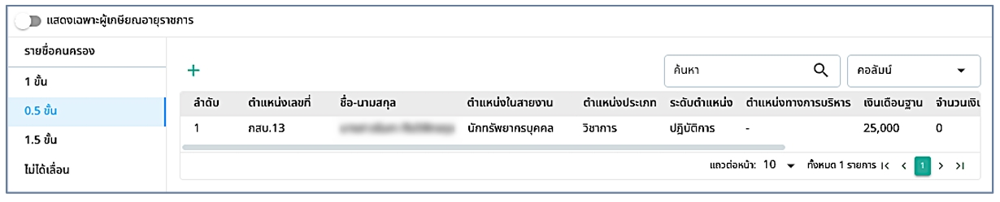 แสดงเฉพาะผู้เกษียณอายุราชการ
รายชื่อคนครอง
1 ขั้น
0.5 ขั้น
1.5 ขั้น
ไม่ได้เลื่อน
+
ค้นหา
คอลัมน์
ลำดับ ตำแหน่งเลขที่ ชื่อ-นามสกุล ตำแหน่งในสายงาน ตำแหน่งประเภท ระดับตำแหน่ง ตำแหน่งทางการบริหาร เงินเดือนฐาน จำนวนเงิน
1 ภสบ.13 นักทรัพยากรบุคคล วิชาการ ปฏิบัติการ - 25,000 0
แถวต่อหน้า: 10 ทั้งหมด 1 รายการ 1